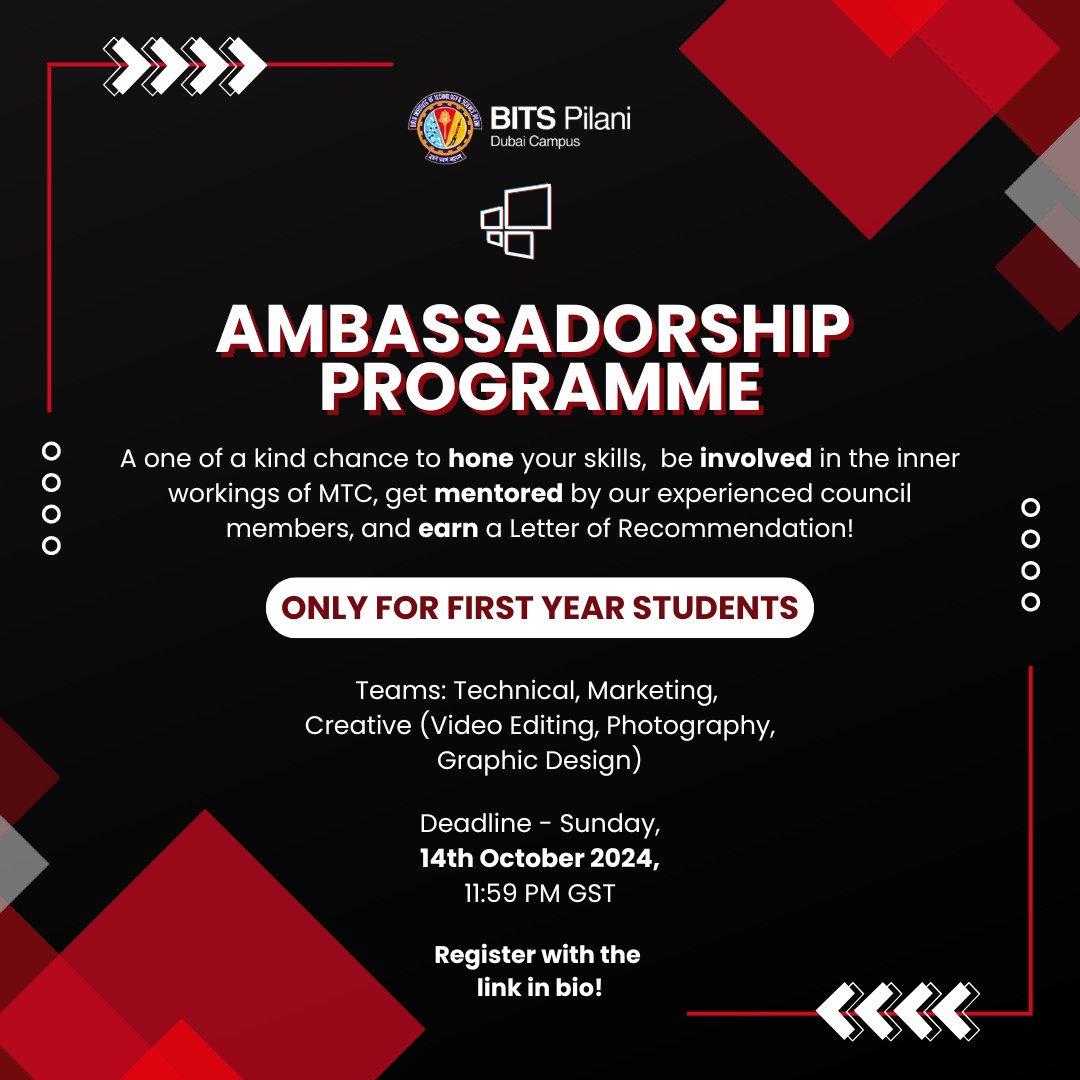 BITS Pilani
Dubai Campus
AMBASSADORSHIP
PROGRAMME
A one of a kind chance to hone your skills,  be involved in the inner
workings of MTC, get mentored by our experienced council
members, and earn a Letter of Recommendation!
ONLY FOR FIRST YEAR STUDENTS
Teams: Technical, Marketing,
Creative (Video Editing, Photography,
Graphic Design)
Deadline - Sunday,
14th October 2024,
11:59 PM GST
Register with the
link in bio!